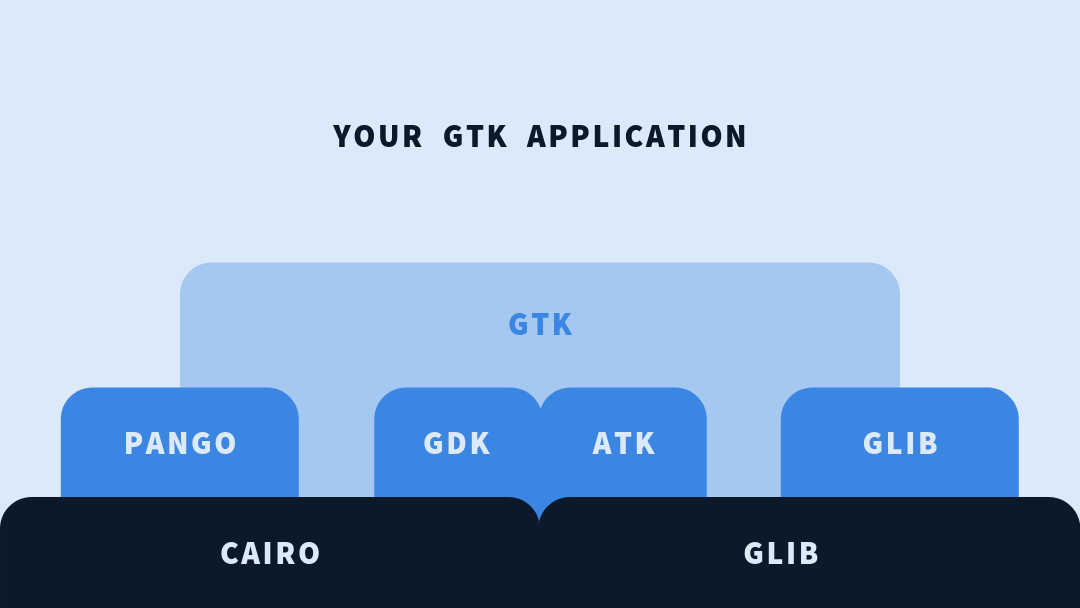 YOUR GTK APPLICATION
GTK
PANGO
GDK
ATK
GLIB
CAIRO
GLIB